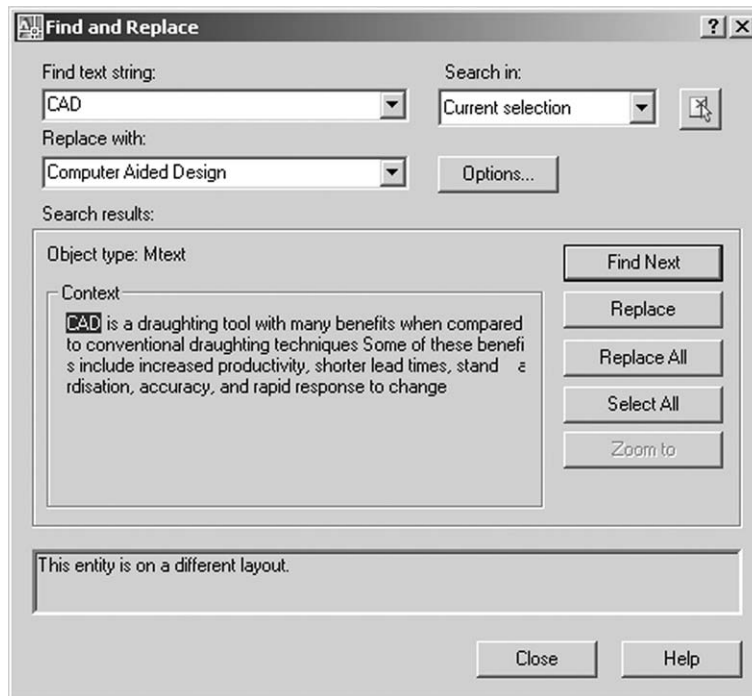 Find and Replace
Find text string:
Search in:
CAD
Current selection
Replace with:
Computer Aided Design
Options...
Search results:
Object type: Mtext
Find Next
Context
CAD is a draughting tool with many benefits when compared
to conventional draughting techniques Some of these benefi
s include increased productivity, shorter lead times, stand a
rdisation, accuracy, and rapid response to change
Replace
Replace All
Select All
Zoom to
This entity is on a different layout.
Close
Help